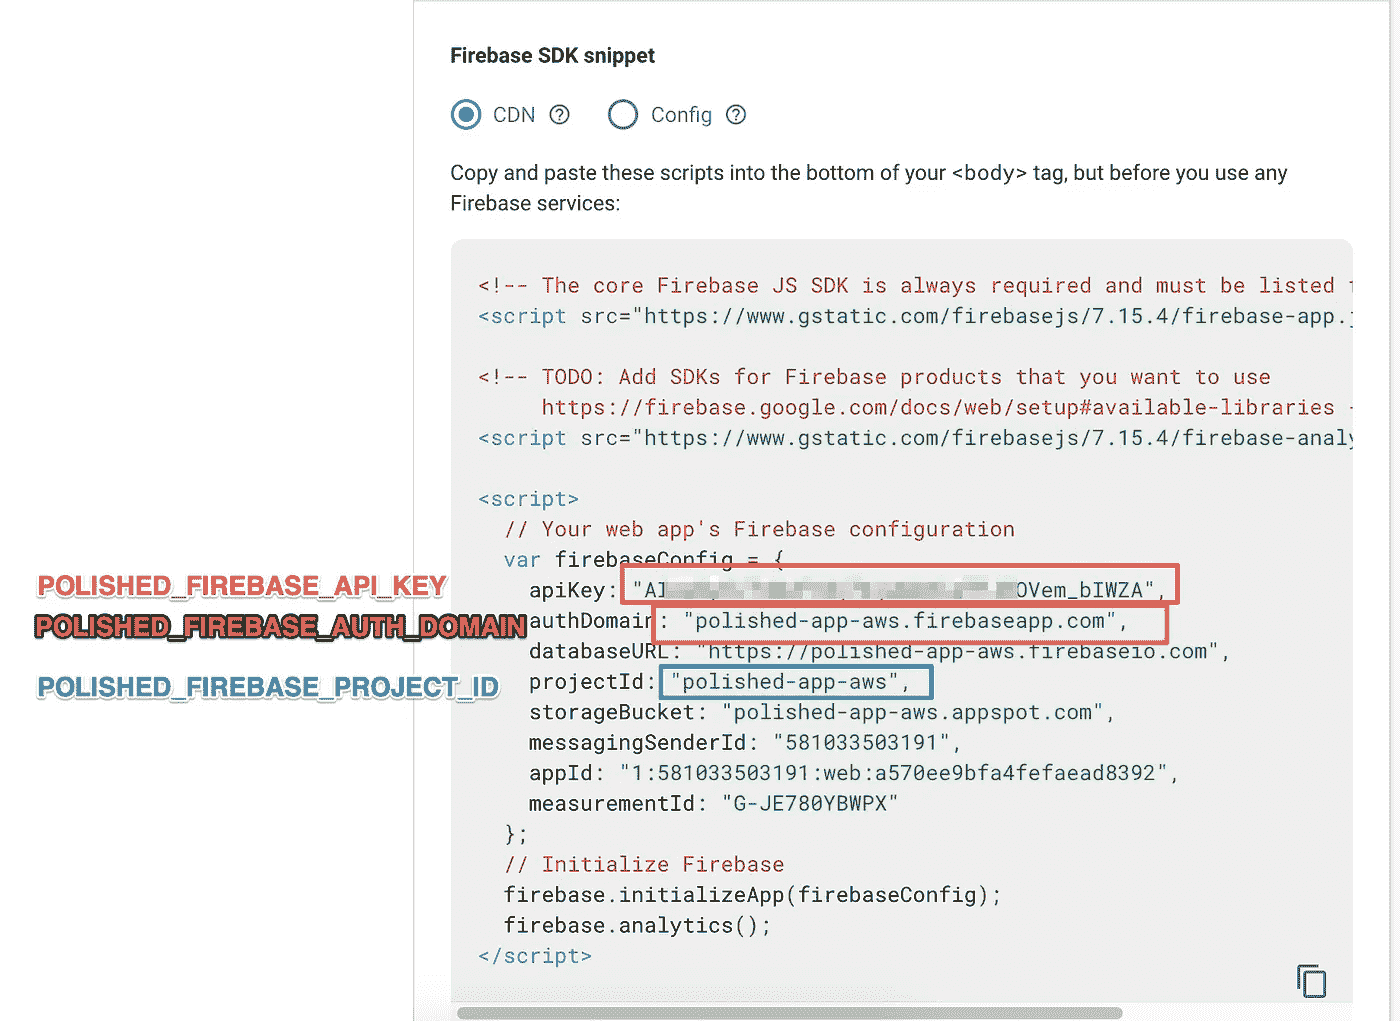 Firebase SDK snippet
CDN ? Config ?
Copy and paste these scripts into the bottom of your <body> tag, but before you use any
Firebase services:
<!-- The core Firebase JS SDK is always required and must be listed
<script src="https://www.gstatic.com/firebasejs/7.15.4/firebase-app.
<!-- TODO: Add SDKs for Firebase products that you want to use
https://firebase.google.com/docs/web/setup#available-libraries -
<script src="https://www.gstatic.com/firebasejs/7.15.4/firebase-analy
<script>
// Your web app's Firebase configuration
var firebaseConfig = {
POLISHED_FIREBASE_API_KEY apiKey: "AI OVem_bIWZA",
POLISHED_FIREBASE_AUTH_DOMAIN authDomain: "polished-app-aws.firebaseapp.com",
databaseURL: "https://polished-app-aws.firebaseio.com",
POLISHED_FIREBASE_PROJECT_ID projectId: "polished-app-aws",
storageBucket: "polished-app-aws.appspot.com",
messagingSenderId: "581033503191",
appId: "1:581033503191:web:a570ee9bfa4fefaead8392",
measurementId: "G-JE780YBWPX"
};
// Initialize Firebase
firebase.initializeApp(firebaseConfig);
firebase.analytics();
</script>